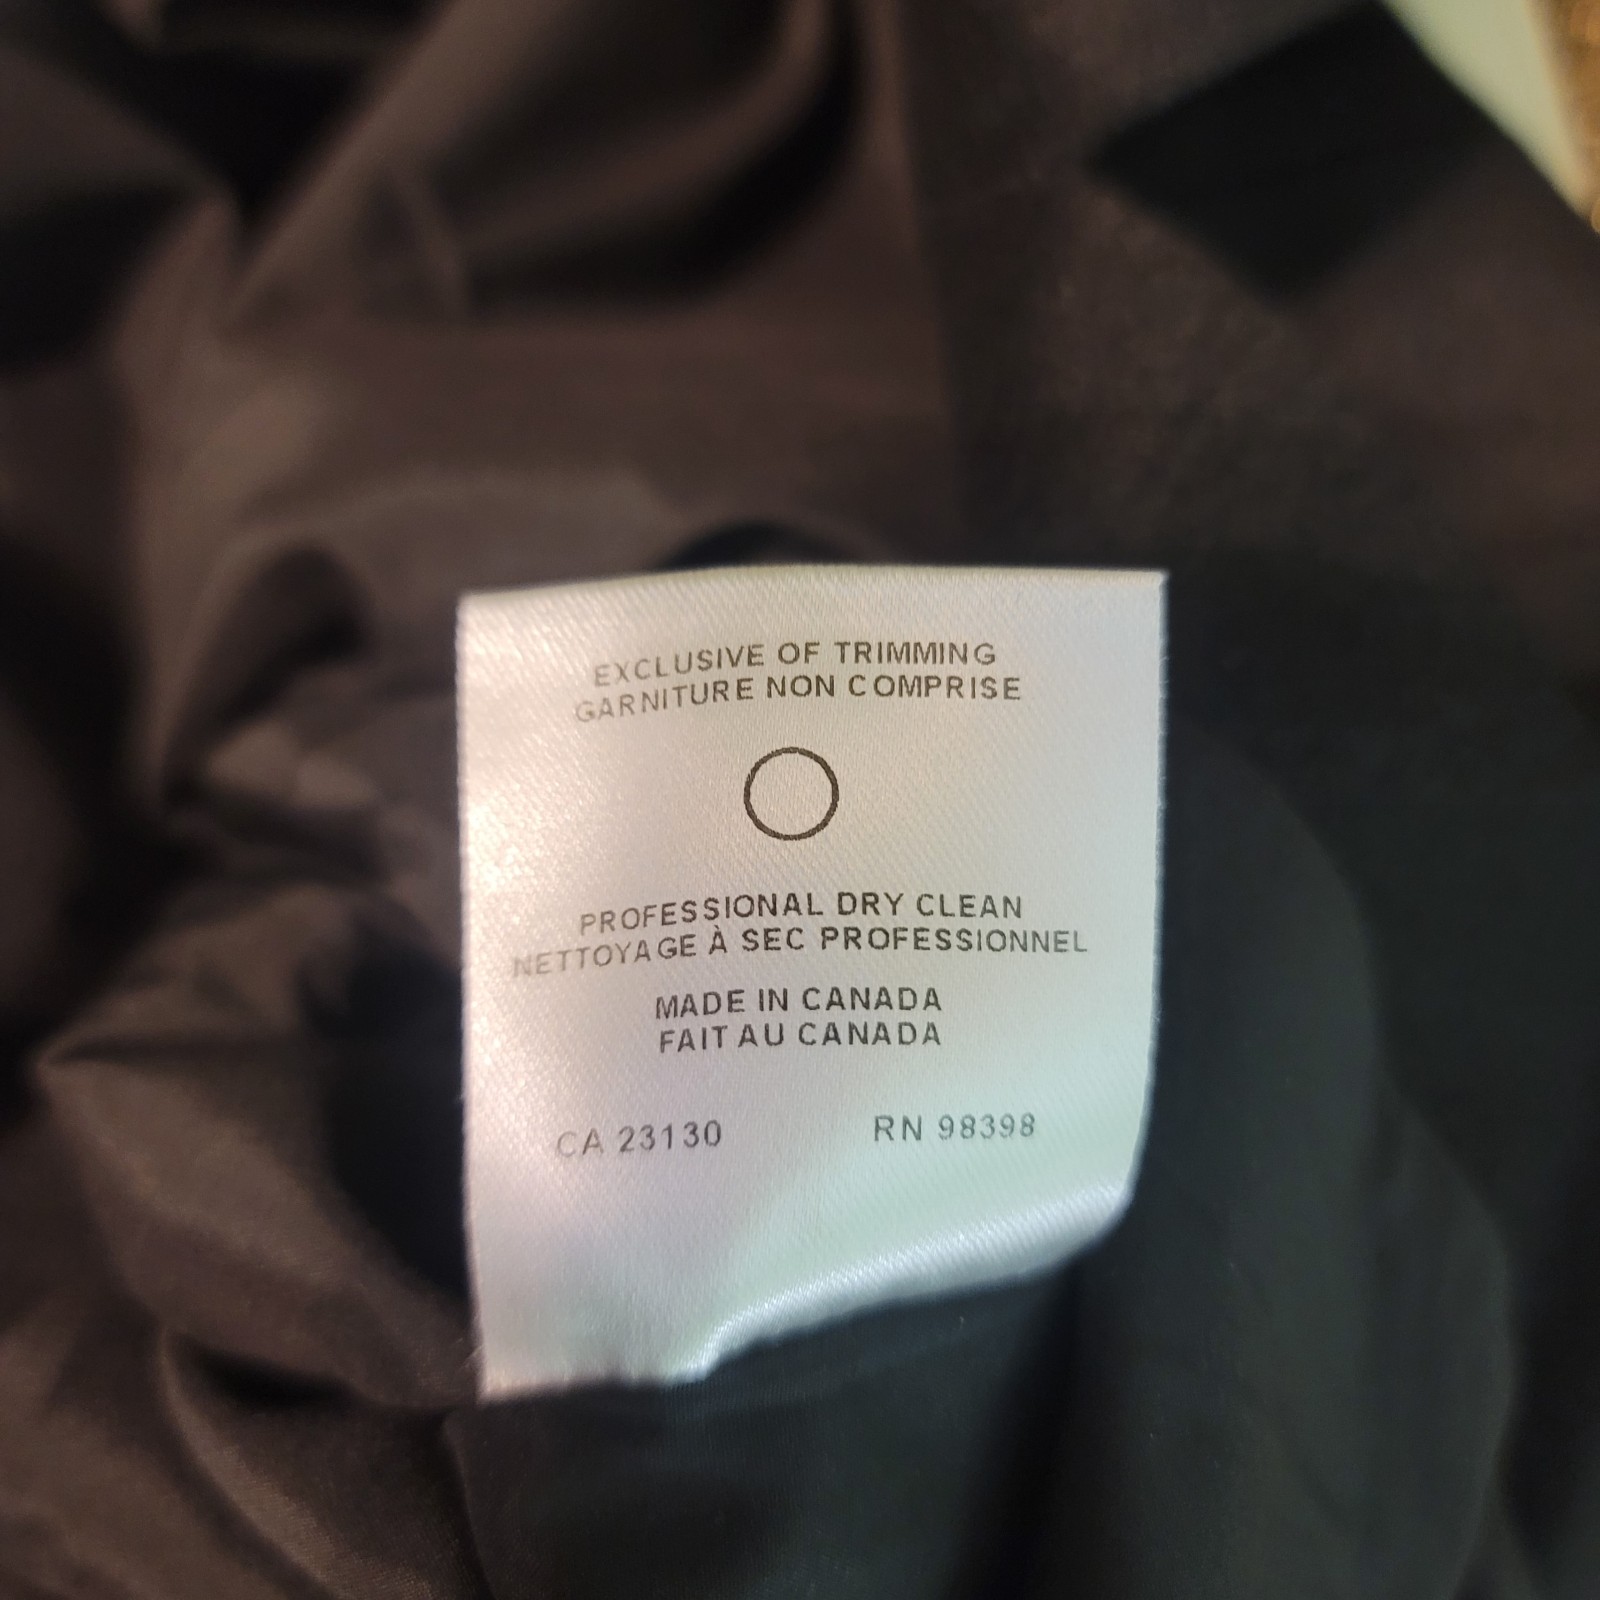 EXCLUSIVE OF TRIMMING
GARNITURE NON COMPRISE
PROFESSIONAL DRY CLEAN
NETTOYAGE À SEC PROFESSIONNEL
MADE IN CANADA
FAIT AU CANADA
CA 23130 RN 98398